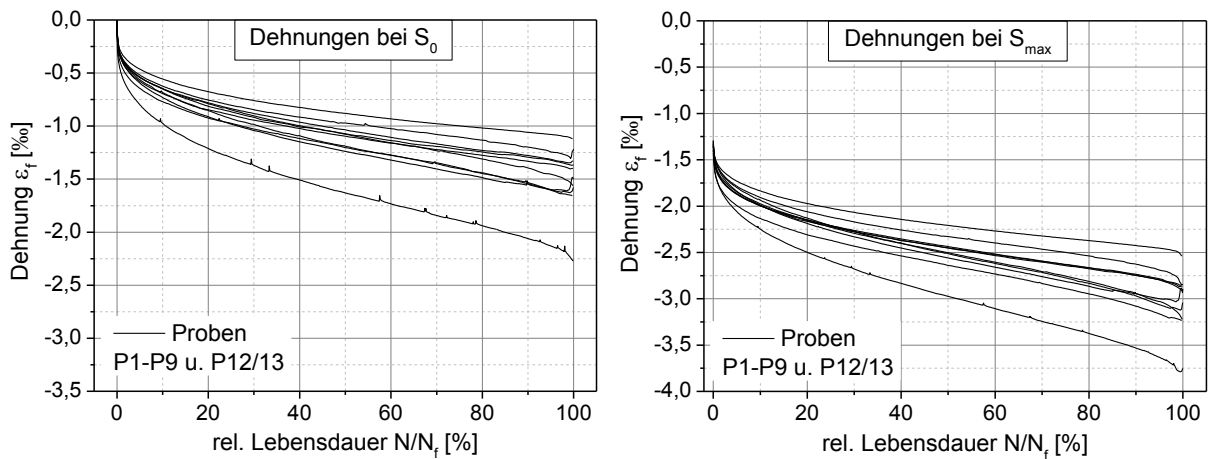 Dehnungen bei S0
Dehnung εf [‰]
0,0
-0,5
-1,0
-1,5
-2,0
-2,5
-3,0
-3,5
Proben
P1-P9 u. P12/13
0 20 40 60 80 100
rel. Lebensdauer N/Nf [%]
Dehnungen bei Smax
Dehnung εf [‰]
0,0
-0,5
-1,0
-1,5
-2,0
-2,5
-3,0
-3,5
-4,0
Proben
P1-P9 u. P12/13
0 20 40 60 80 100
rel. Lebensdauer N/Nf [%]